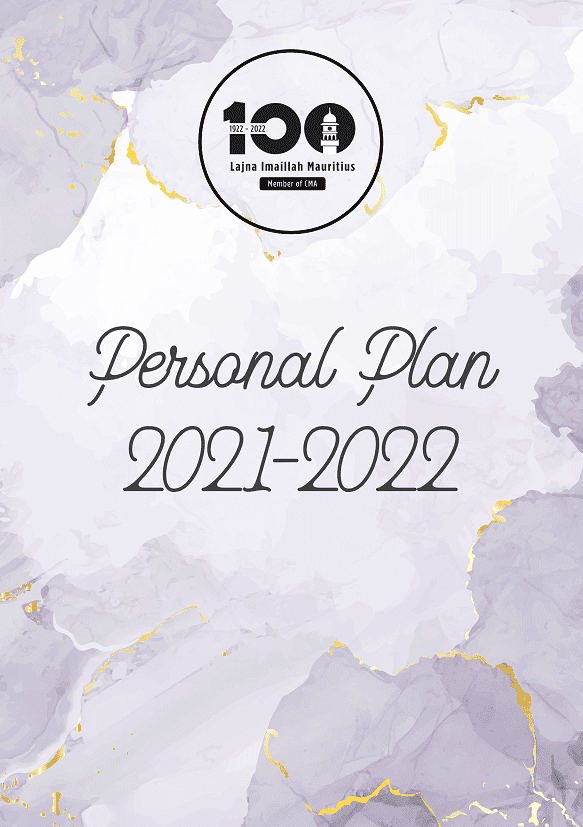 100
1922 - 2022
Lajna Imaillah Mauritius
Member of CMA
Personal Plan
2021-2022